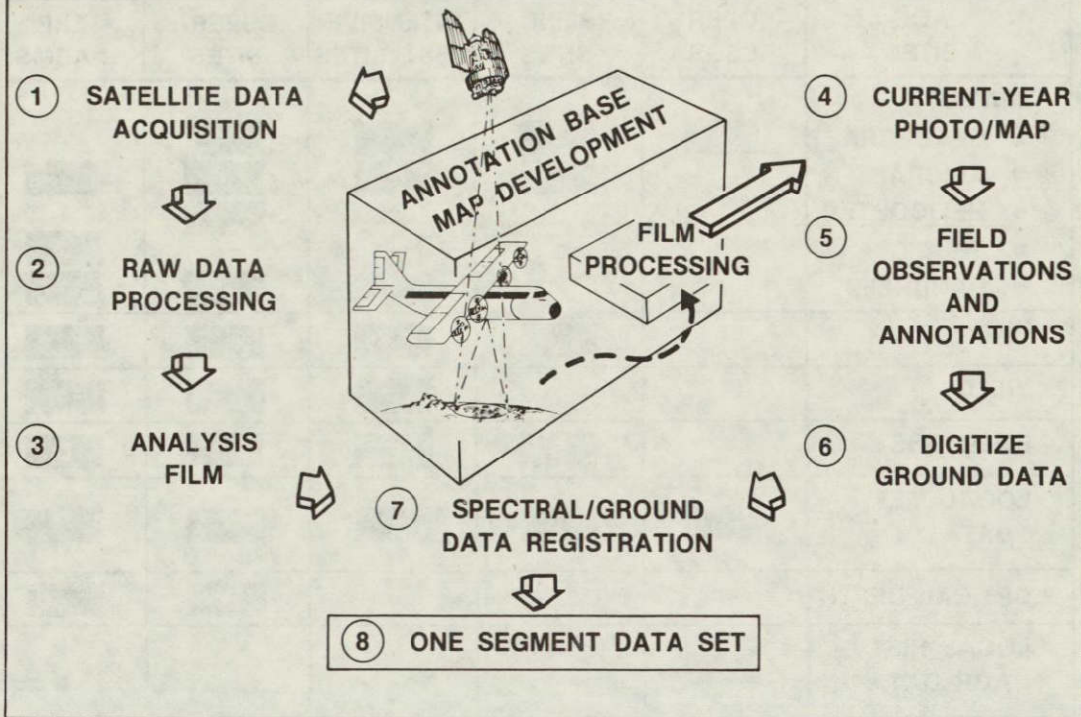 1 SATELLITE DATA
ACQUISITION
2 RAW DATA
PROCESSING
3 ANALYSIS
FILM
ANNOTATION BASE
MAP DEVELOPMENT
FILM
PROCESSING
4 CURRENT-YEAR
PHOTO/MAP
5 FIELD
OBSERVATIONS
AND
ANNOTATIONS
6 DIGITIZE
GROUND DATA
7 SPECTRAL/GROUND
DATA REGISTRATION
8 ONE SEGMENT DATA SET